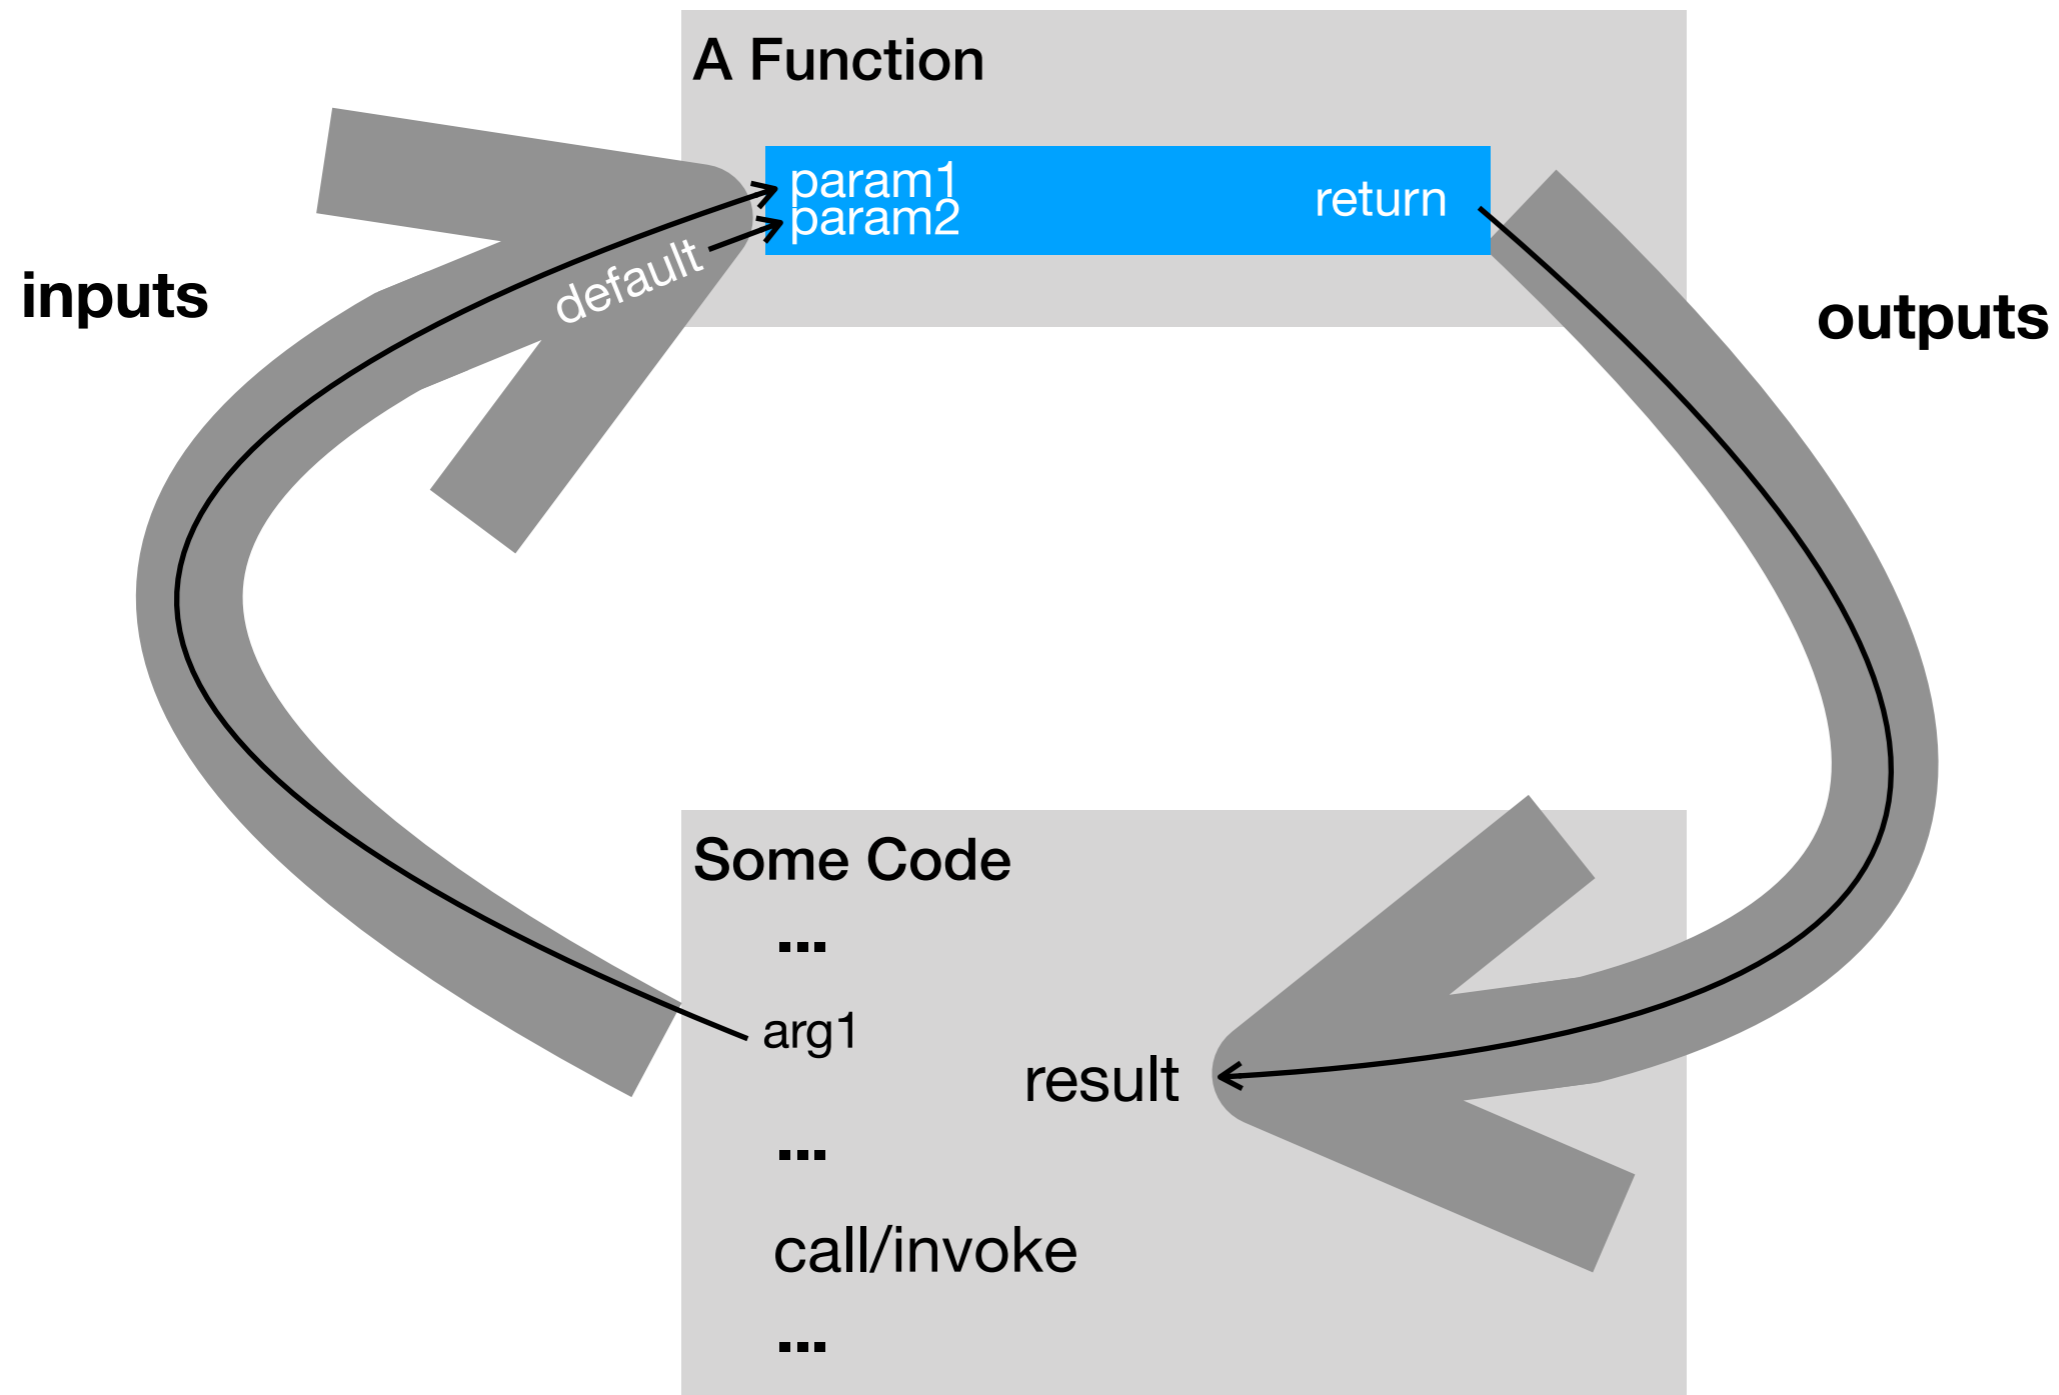 A Function
param1
param2
return
default
inputs
outputs
Some Code
...
arg1
result
...
call/invoke
...